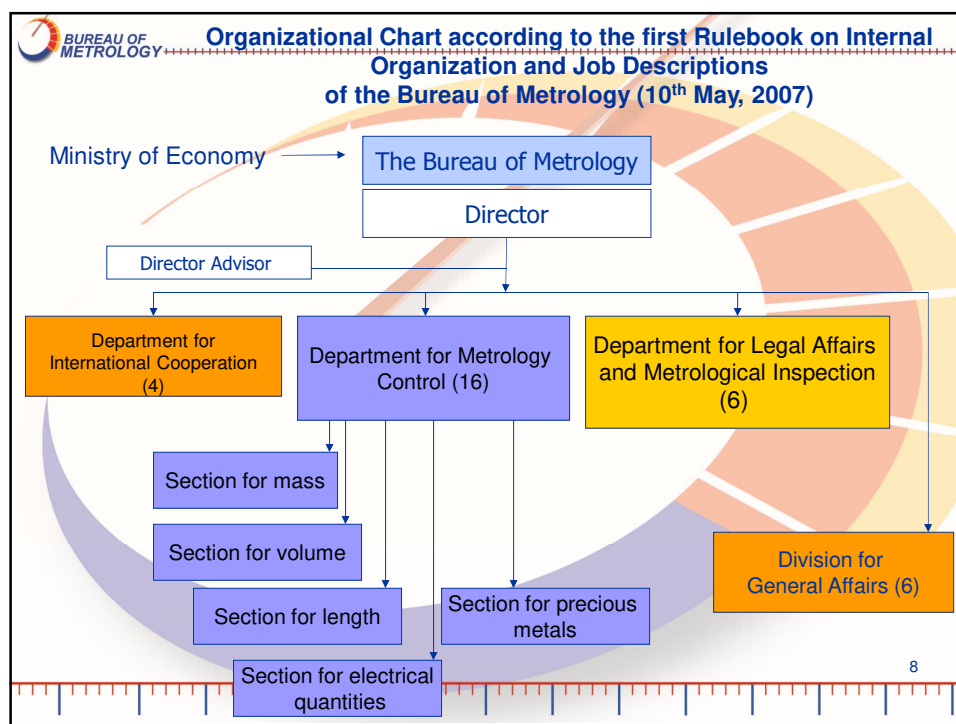 BUREAU OF
METROLOGY
Organizational Chart according to the first Rulebook on Internal
Organization and Job Descriptions
of the Bureau of Metrology (10th May, 2007)
Ministry of Economy
The Bureau of Metrology
Director
Director Advisor
Department for
International Cooperation
(4)
Department for Metrology
Control (16)
Department for Legal Affairs
and Metrological Inspection
(6)
Section for mass
Section for volume
Section for length
Section for precious
metals
Section for electrical
quantities
Division for
General Affairs (6)
8